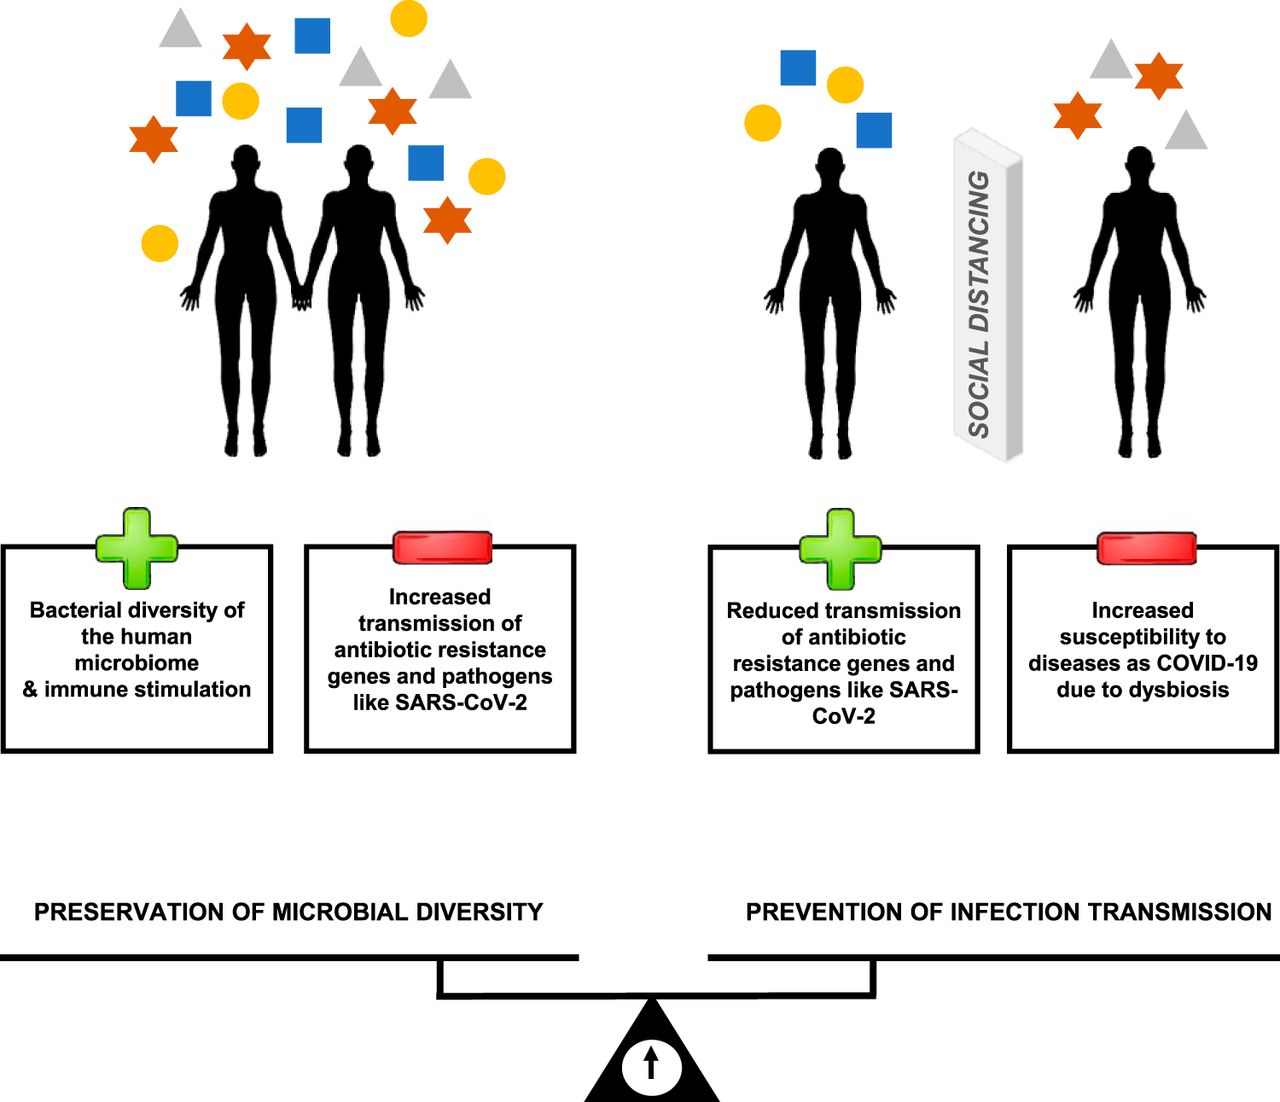 SOCIAL DISTANCING
Bacterial diversity of
the human
microbiome
& immune stimulation
Increased
transmission of
antibiotic resistance
genes and pathogens
like SARS-CoV-2
Reduced transmission
of antibiotic
resistance genes and
pathogens like SARS-
CoV-2
Increased
susceptibility to
diseases as COVID-19
due to dysbiosis
PRESERVATION OF MICROBIAL DIVERSITY
PREVENTION OF INFECTION TRANSMISSION